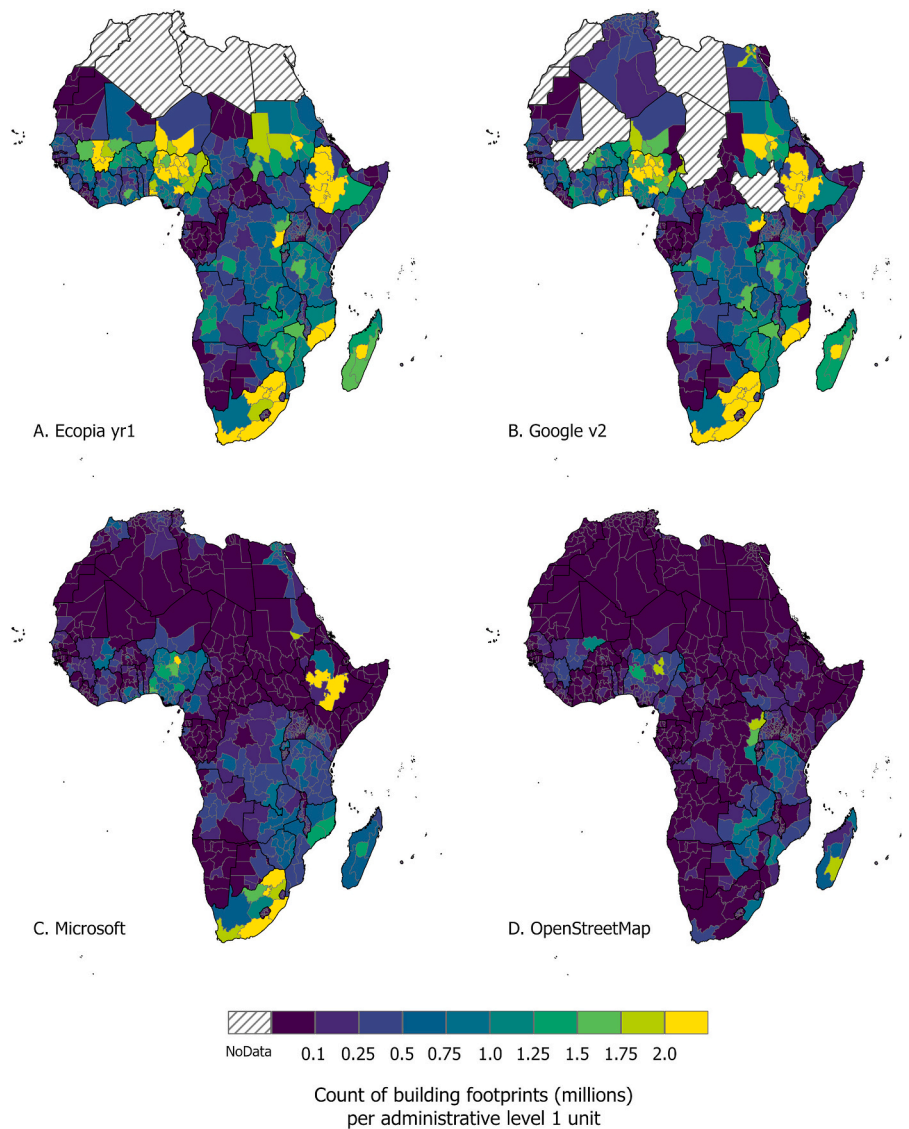 A. Ecopia yr1
B. Google v2
C. Microsoft
D. OpenStreetMap
NoData 0.1 0.25 0.5 0.75 1.0 1.25 1.5 1.75 2.0
Count of building footprints (millions)
per administrative level 1 unit